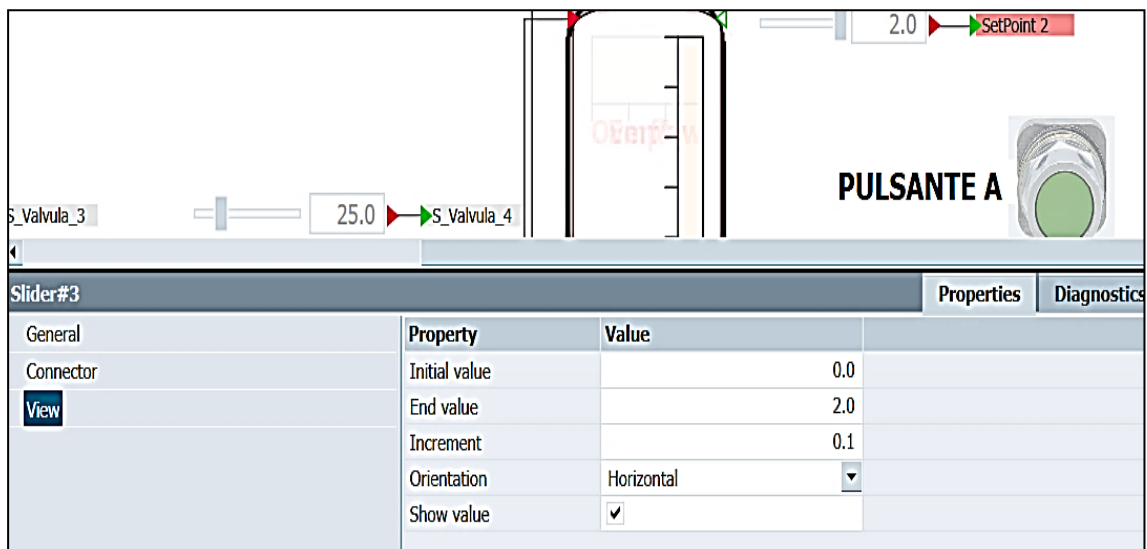 2.0 SetPoint 2
PULSANTE A
S_Valvula_3 25.0 S_Valvula_4
Slider#3 Properties Diagnostics
General Property Value
Connector Initial value 0.0
View End value 2.0
Increment 0.1
Orientation Horizontal
Show value